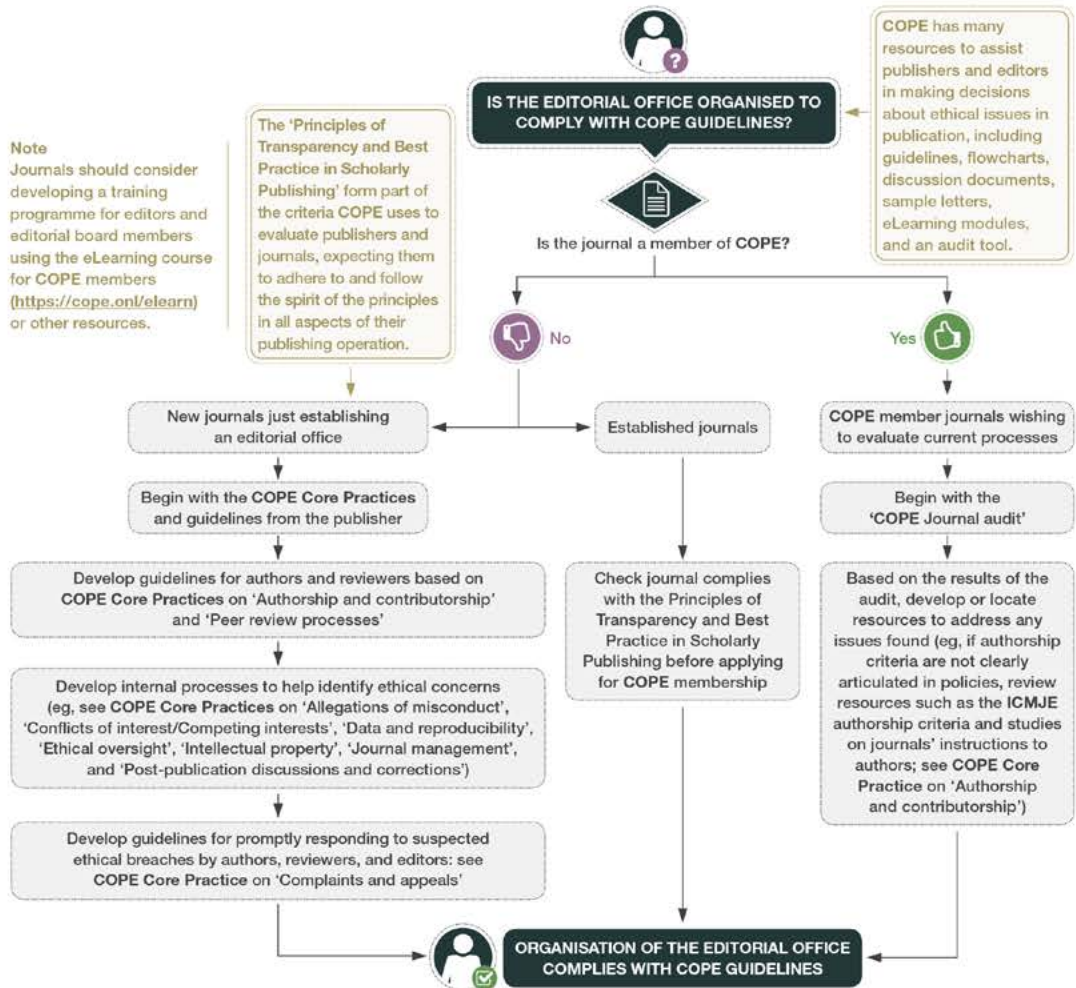 ?
IS THE EDITORIAL OFFICE ORGANISED TO
COMPLY WITH COPE GUIDELINES?
COPE has many
resources to assist
publishers and editors
in making decisions
about ethical issues in
publication, including
guidelines, flowcharts,
discussion documents,
sample letters,
eLearning modules,
and an audit tool.
The ‘Principles of
Transparency and Best
Practice in Scholarly
Publishing’ form part of
the criteria COPE uses to
evaluate publishers and
journals, expecting them
to adhere to and follow
the spirit of the principles
in all aspects of their
publishing operation.
Note
Journals should consider
developing a training
programme for editors and
editorial board members
using the eLearning course
for COPE members
(https://cope.onl/elearn)
or other resources.
Is the journal a member of COPE?
No
Yes
New journals just establishing
an editorial office
Established journals
COPE member journals wishing
to evaluate current processes
Begin with the COPE Core Practices
and guidelines from the publisher
Begin with the
‘COPE Journal audit’
Develop guidelines for authors and reviewers based on
COPE Core Practices on ‘Authorship and contributorship’
and ‘Peer review processes’
Check journal complies
with the Principles of
Transparency and Best
Practice in Scholarly
Publishing before applying
for COPE membership
Based on the results of the
audit, develop or locate
resources to address any
issues found (eg, if authorship
criteria are not clearly
articulated in policies, review
resources such as the ICMJE
authorship criteria and studies
on journals’ instructions to
authors; see COPE Core
Practice on ‘Authorship
and contributorship’)
Develop internal processes to help identify ethical concerns
(eg, see COPE Core Practices on ‘Allegations of misconduct’,
‘Conflicts of interest/Competing interests’, ‘Data and reproducibility’,
‘Ethical oversight’, ‘Intellectual property’, ‘Journal management’,
and ‘Post-publication discussions and corrections’)
Develop guidelines for promptly responding to suspected
ethical breaches by authors, reviewers, and editors: see
COPE Core Practice on ‘Complaints and appeals’
ORGANISATION OF THE EDITORIAL OFFICE
COMPLIES WITH COPE GUIDELINES